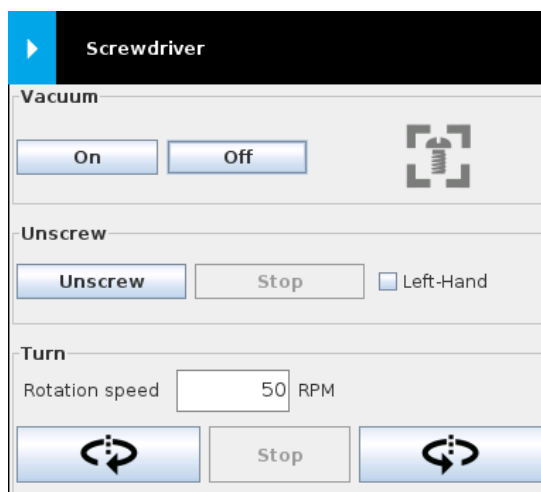 Screwdriver
Vacuum
On Off
Unscrew
Unscrew Stop Left-Hand
Turn
Rotation speed 50 RPM
Stop